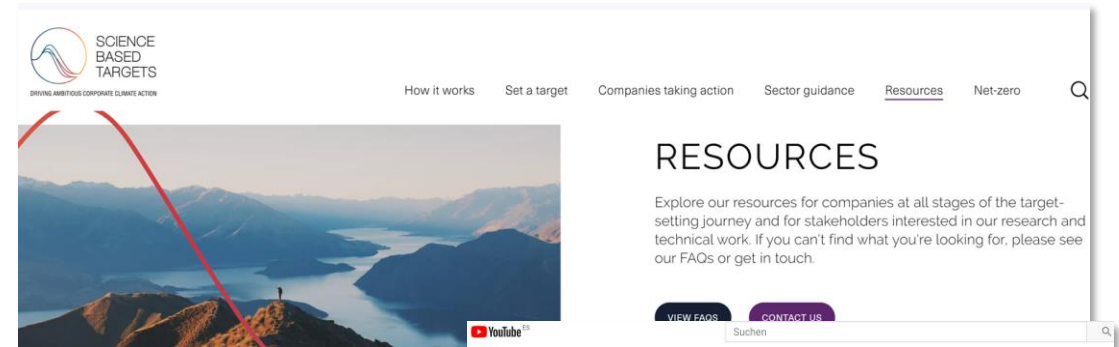 SCIENCE
BASED
TARGETS
DRIVING AMBITIOUS CORPORATE CLIMATE ACTION
How it works Set a target Companies taking action Sector guidance Resources Net-zero
RESOURCES
Explore our resources for companies at all stages of the target-
setting journey and for stakeholders interested in our research and
technical work. If you can't find what you're looking for, please see
our FAQs or get in touch.
VIEW FAQS CONTACT US
YouTube ES Suchen